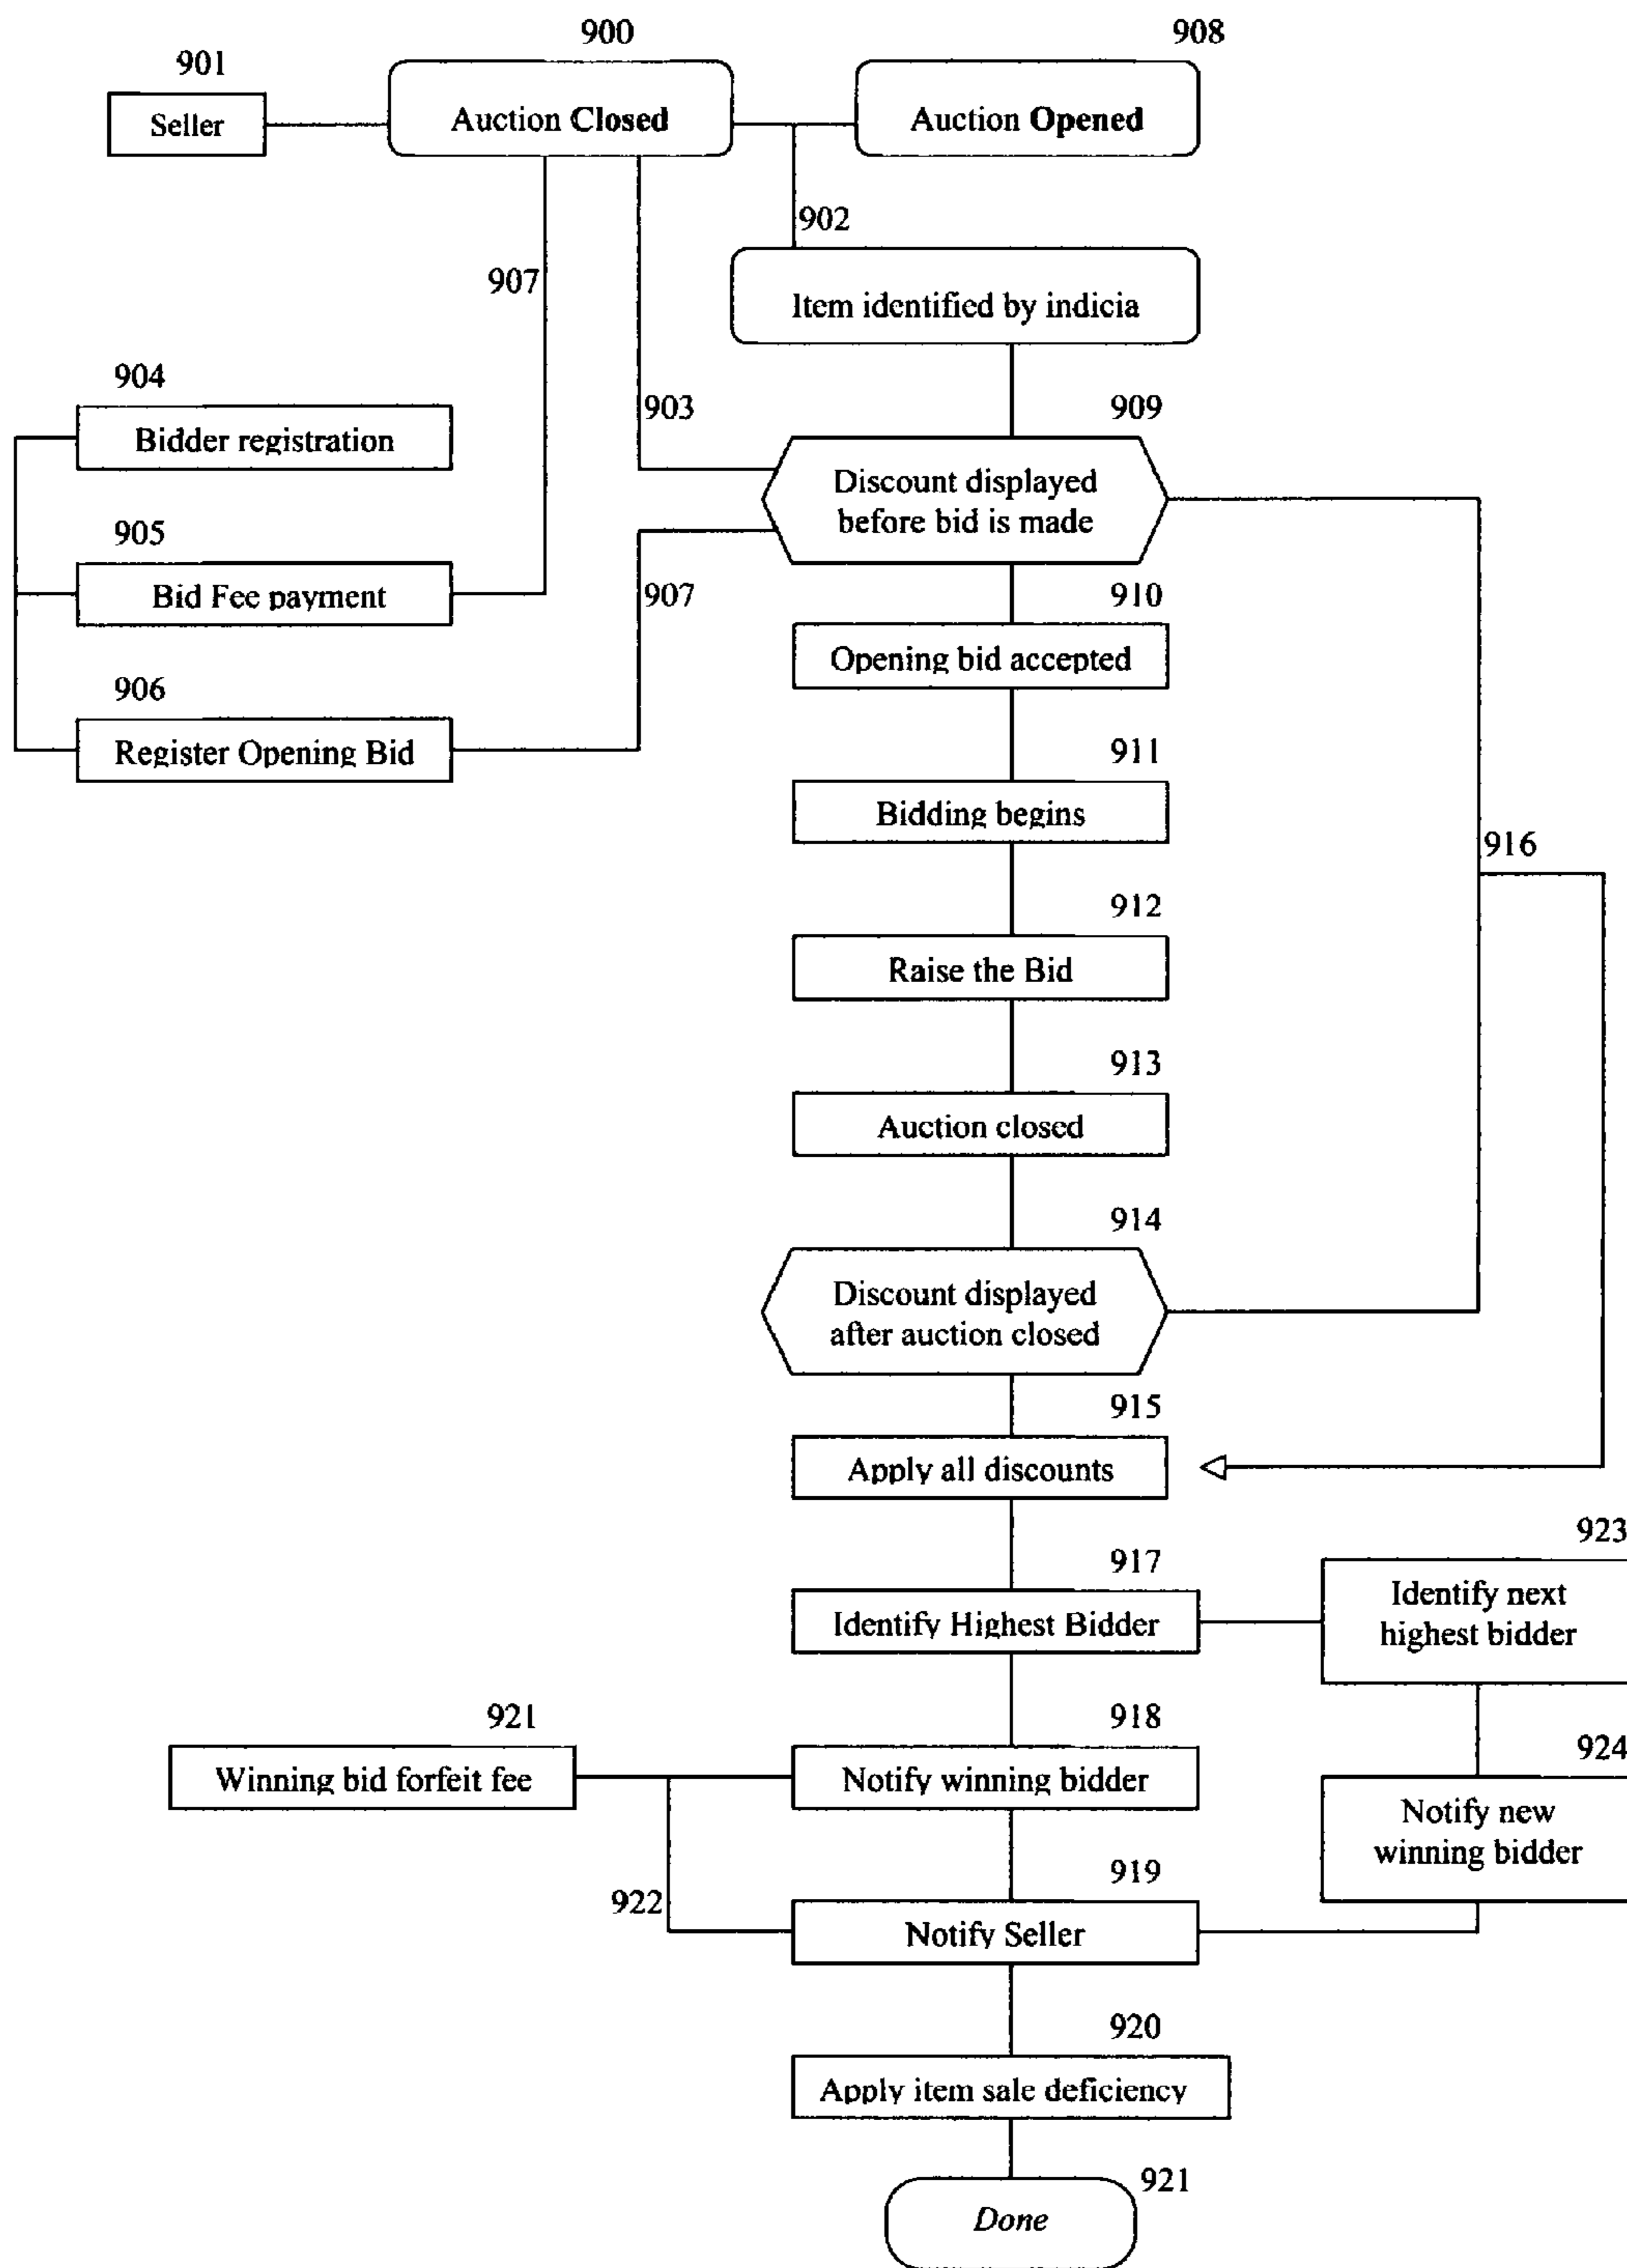 900
908
901
Seller
Auction Closed
Auction Opened
902
907
Item identified by indicia
904
903
909
Bidder registration
Discount displayed
before bid is made
905
Bid Fee payment
907
910
Opening bid accepted
906
Register Opening Bid
911
Bidding begins
916
912
Raise the Bid
913
Auction closed
914
Discount displayed
after auction closed
915
Apply all discounts
923
917
Identify next
highest bidder
Identify Highest Bidder
921
918
924
Winning bid forfeit fee
Notify winning bidder
Notify new
winning bidder
919
922
Notify Seller
920
Apply item sale deficiency
921
Done